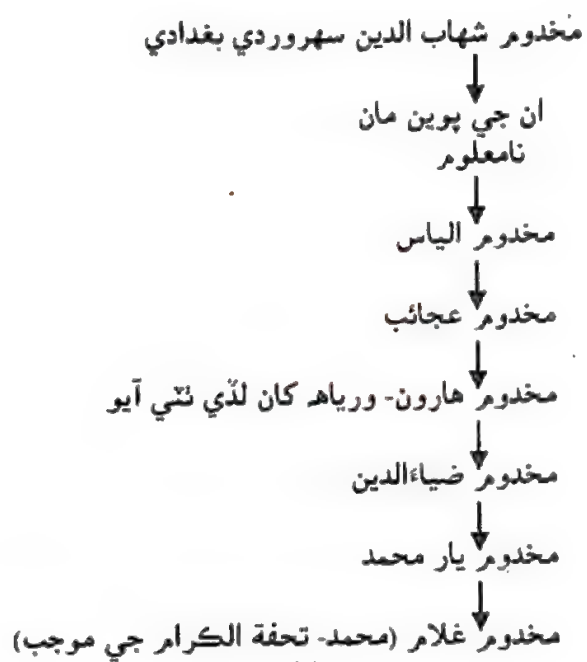 مخدوم شهاب الدين سهروردي بغدادي
ان جي پوين مان
نامعلوم
مخدوم الياس
مخدوم عجائب
مخدوم هارون- ورياھ کان لڏي ٺٽي آيو
مخدوم ضياءالدين
مخدوم يار محمد
مخدوم غلام (محمد- تحفة الڪرام جي موجب)